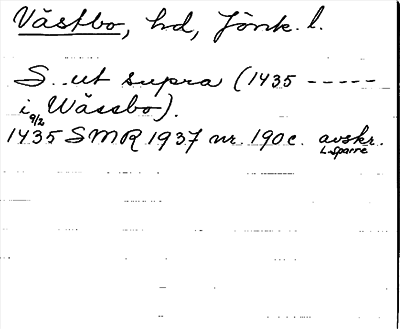 Västbo, hd, Jönk. l.
S. ut supra (1435 -----
i Wässbo).
9/2
1435 SMR 1937 nr. 190 c. avskr.
L. Sparre